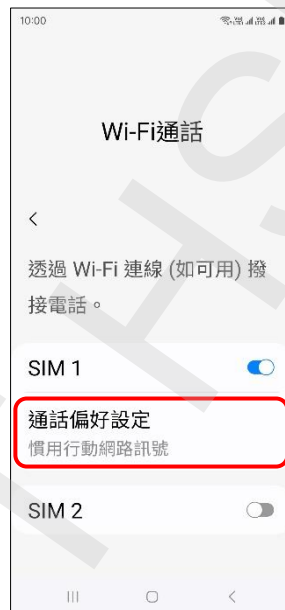 10:00
Wi-Fi通話
透過 Wi-Fi 連線 (如可用) 撥
接電話。
SIM 1
通話偏好設定
慣用行動網路訊號
SIM 2